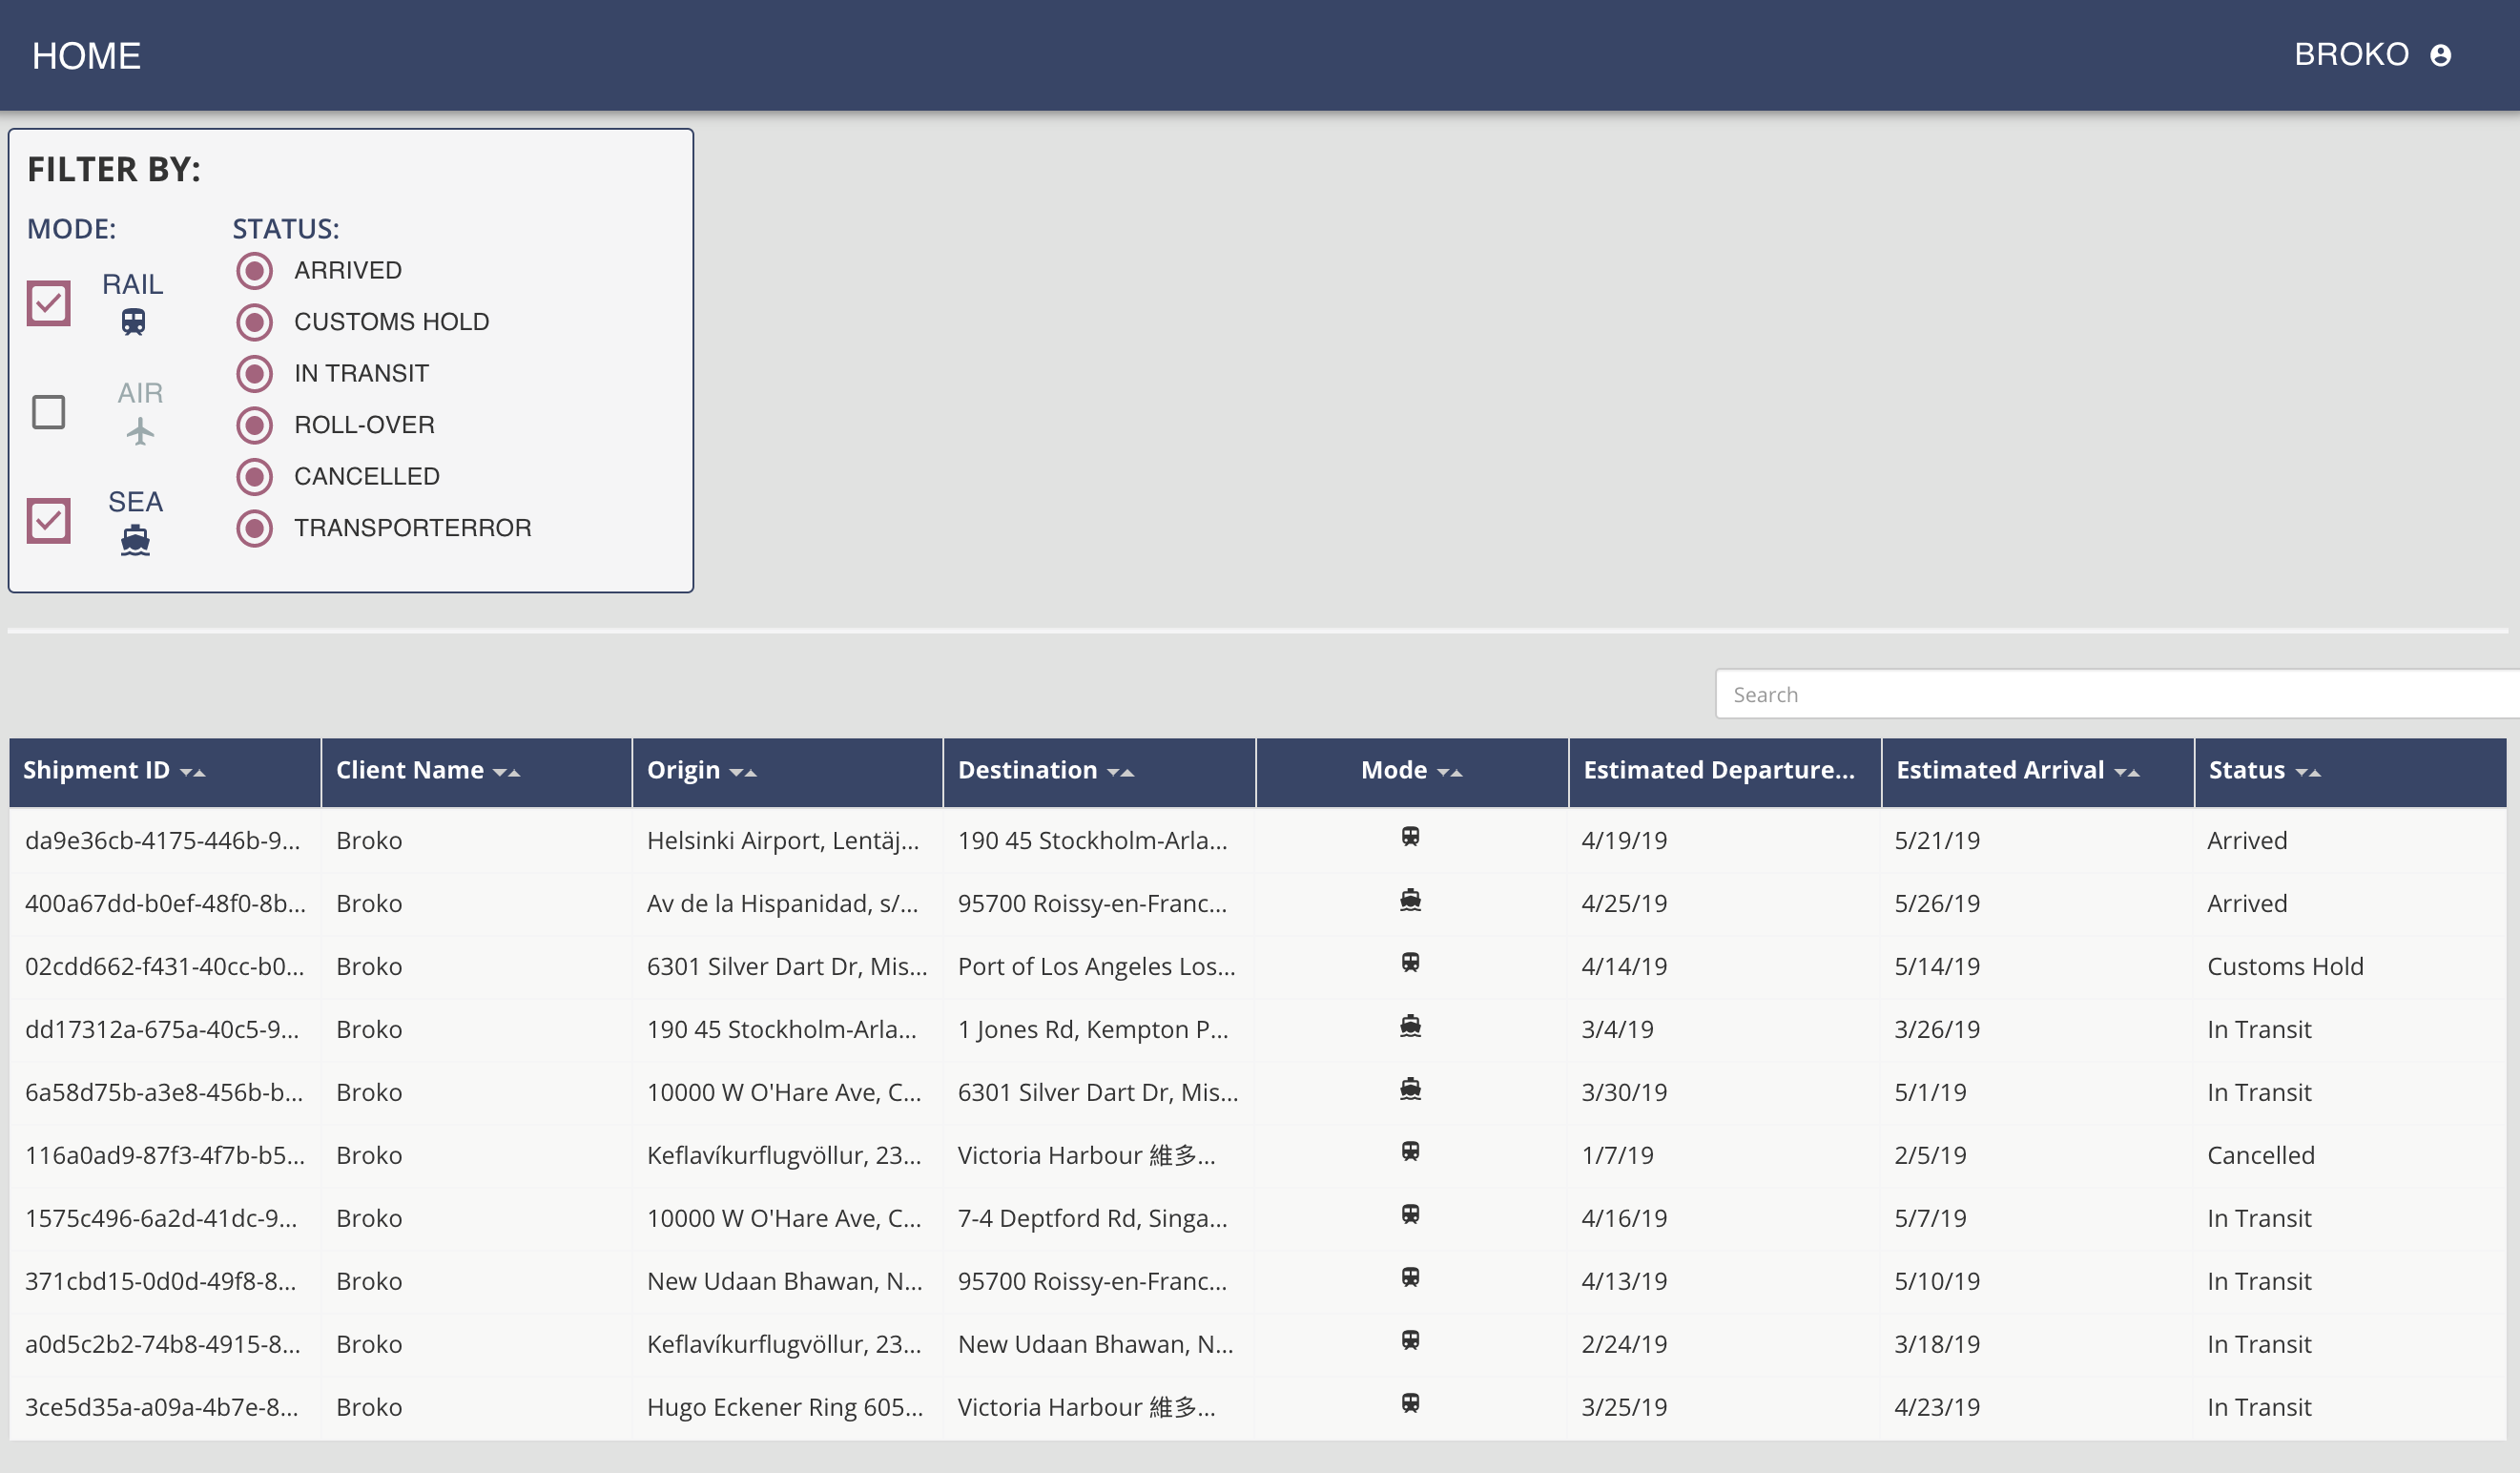 HOME BROKO
FILTER BY:
MODE: STATUS:
RAIL
AIR
SEA
ARRIVED
CUSTOMS HOLD
IN TRANSIT
ROLL-OVER
CANCELLED
TRANSPORTERROR
Search
Shipment ID Client Name Origin Destination Mode Estimated Departure... Estimated Arrival Status
da9e36cb-4175-446b-9... Broko Helsinki Airport, Lentäj... 190 45 Stockholm-Arla... 4/19/19 5/21/19 Arrived
400a67dd-b0ef-48f0-8b... Broko Av de la Hispanidad, s/... 95700 Roissy-en-Franc... 4/25/19 5/26/19 Arrived
02cdd662-f431-40cc-b0... Broko 6301 Silver Dart Dr, Mis... Port of Los Angeles Los... 4/14/19 5/14/19 Customs Hold
dd17312a-675a-40c5-9... Broko 190 45 Stockholm-Arla... 1 Jones Rd, Kempton P... 3/4/19 3/26/19 In Transit
6a58d75b-a3e8-456b-b... Broko 10000 W O'Hare Ave, C... 6301 Silver Dart Dr, Mis... 3/30/19 5/1/19 In Transit
116a0ad9-87f3-4f7b-b5... Broko Keflavíkurflugvöllur, 23... Victoria Harbour 維多... 1/7/19 2/5/19 Cancelled
1575c496-6a2d-41dc-9... Broko 10000 W O'Hare Ave, C... 7-4 Deptford Rd, Singa... 4/16/19 5/7/19 In Transit
371cbd15-0d0d-49f8-8... Broko New Udaan Bhawan, N... 95700 Roissy-en-Franc... 4/13/19 5/10/19 In Transit
a0d5c2b2-74b8-4915-8... Broko Keflavíkurflugvöllur, 23... New Udaan Bhawan, N... 2/24/19 3/18/19 In Transit
3ce5d35a-a09a-4b7e-8... Broko Hugo Eckener Ring 605... Victoria Harbour 維多... 3/25/19 4/23/19 In Transit